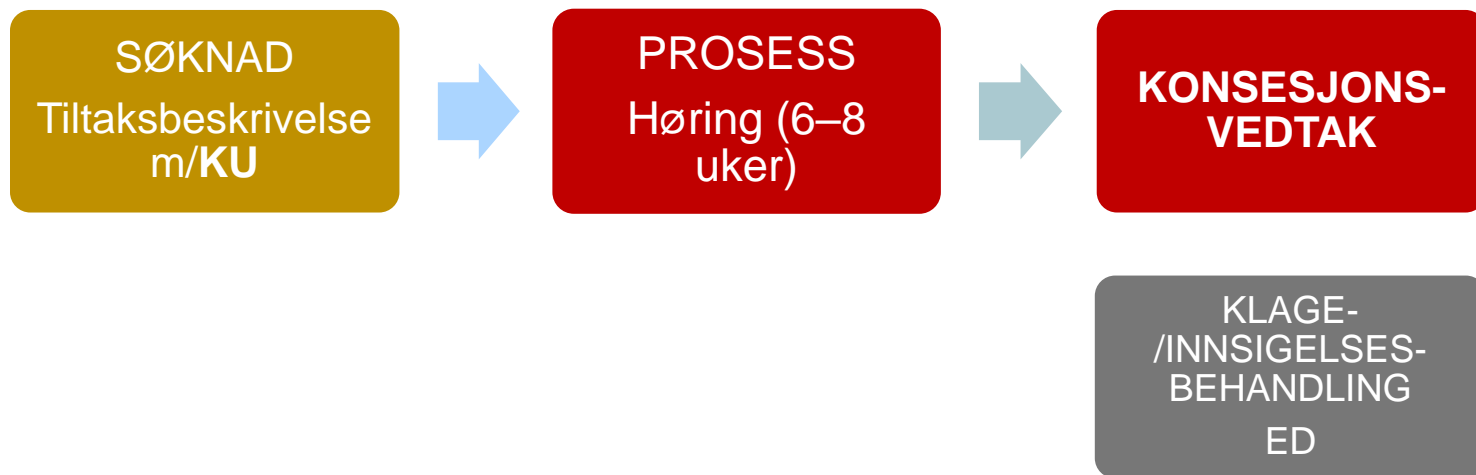 SØKNAD
Tiltaksbeskrivelse
m/KU
PROSESS
Høring (6–8
uker)
KONSESJONS-
VEDTAK
KLAGE-
/INNSIGELSES-
BEHANDLING
ED